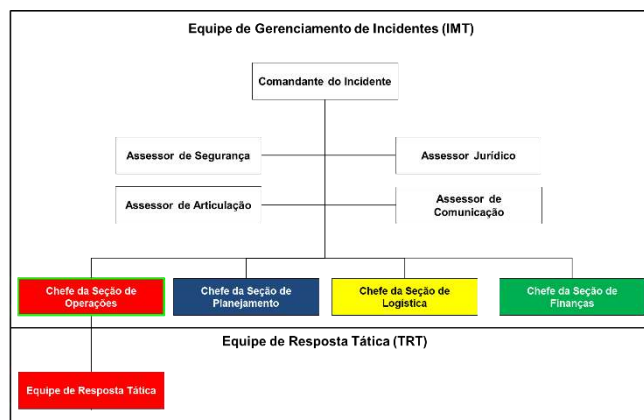 Equipe de Gerenciamento de Incidentes (IMT)
Comandante do Incidente
Assessor de Segurança
Assessor Jurídico
Assessor de Articulação
Assessor de
Comunicação
Chefe da Seção de
Operações
Chefe da Seção de
Planejamento
Chefe da Seção de
Logística
Chefe da Seção de
Finanças
Equipe de Resposta Tática (TRT)
Equipe de Resposta Tática